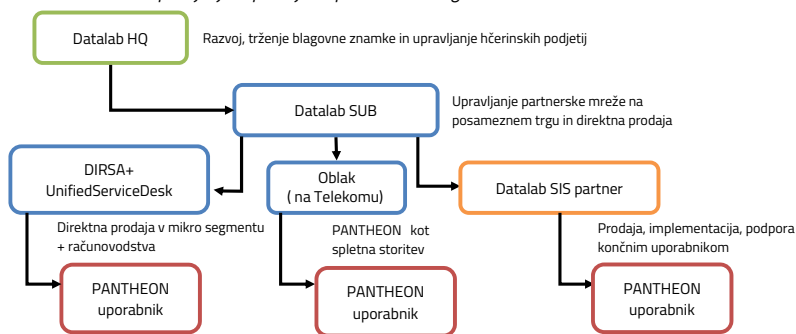 Datalab HQ
Razvoj, trženje blagovne znamke in upravljanje hčerinskih podjetij
Datalab SUB
Upravljanje partnerske mreže na
posameznem trgu in direktna prodaja
DIRSA+
UnifiedServiceDesk
Oblak
( na Telekomu)
Datalab SIS partner
Direktna prodaja v mikro segmentu
+ računovodstva
PANTHEON kot
spletna storitev
Prodaja, implementacija, podpora
končnim uporabnikom
PANTHEON
uporabnik
PANTHEON
uporabnik
PANTHEON
uporabnik